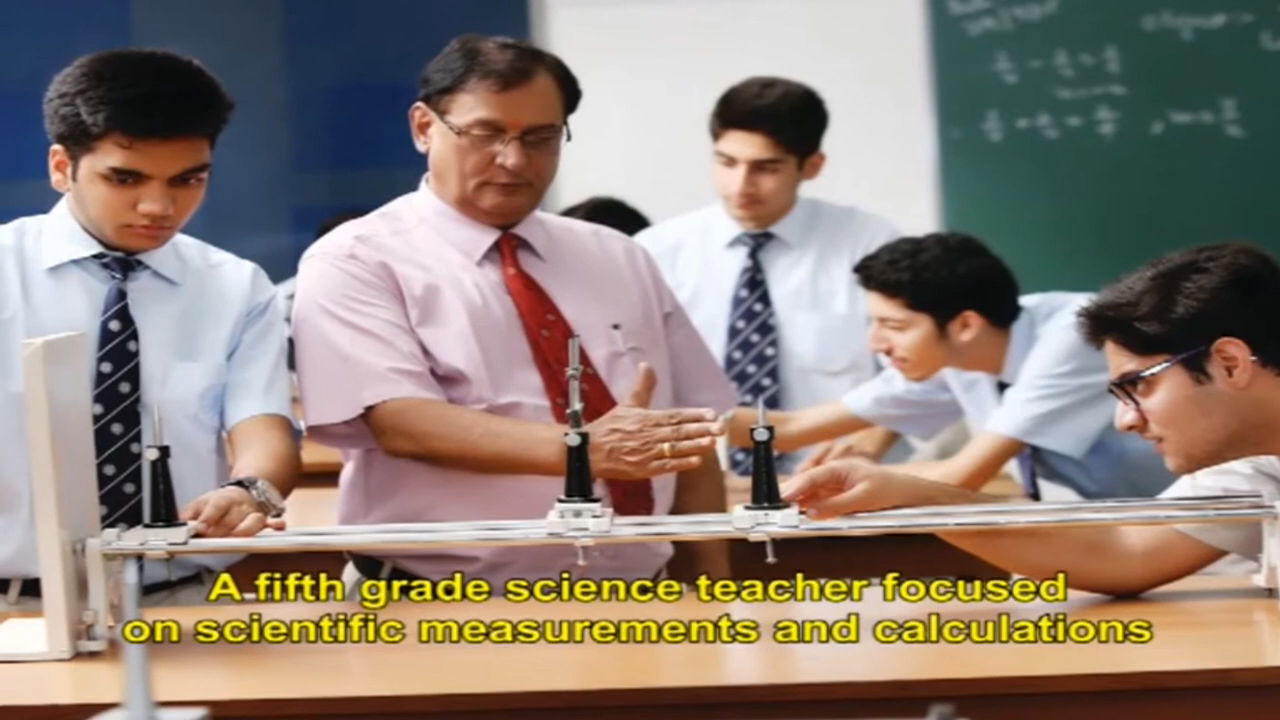 A fifth grade science teacher focused
on scientific measurements and calculations